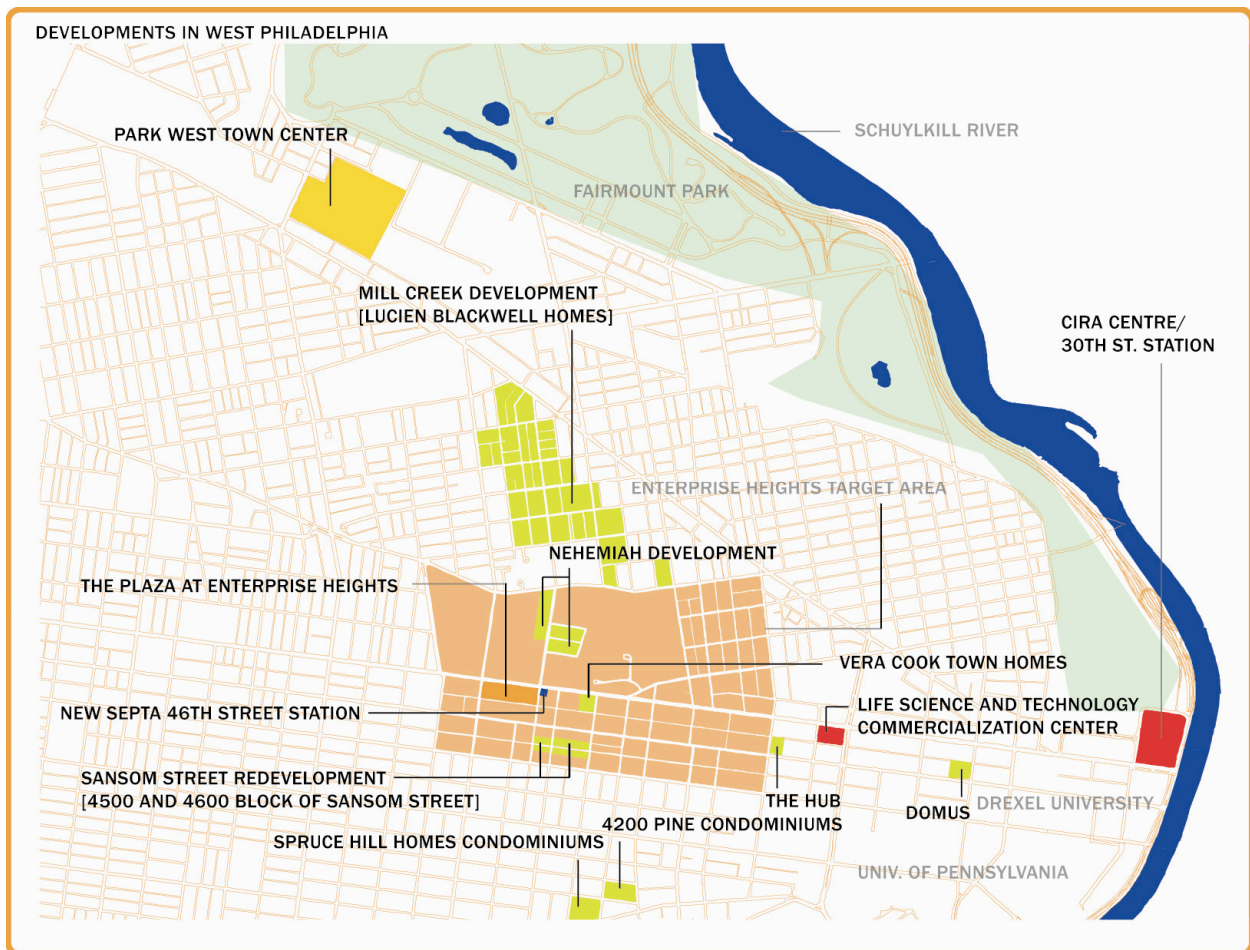 DEVELOPMENTS IN WEST PHILADELPHIA
PARK WEST TOWN CENTER
SCHUYLKILL RIVER
FAIRMOUNT PARK
MILL CREEK DEVELOPMENT
[LUCIEN BLACKWELL HOMES]
CIRA CENTRE/
30TH ST. STATION
ENTERPRISE HEIGHTS TARGET AREA
NEHEMIAH DEVELOPMENT
THE PLAZA AT ENTERPRISE HEIGHTS
VERA COOK TOWN HOMES
NEW SEPTA 46TH STREET STATION
LIFE SCIENCE AND TECHNOLOGY
COMMERCIALIZATION CENTER
SANSOM STREET REDEVELOPMENT
[4500 AND 4600 BLOCK OF SANSOM STREET]
THE HUB
DOMUS
DREXEL UNIVERSITY
4200 PINE CONDOMINIUMS
SPRUCE HILL HOMES CONDOMINIUMS
UNIV. OF PENNSYLVANIA